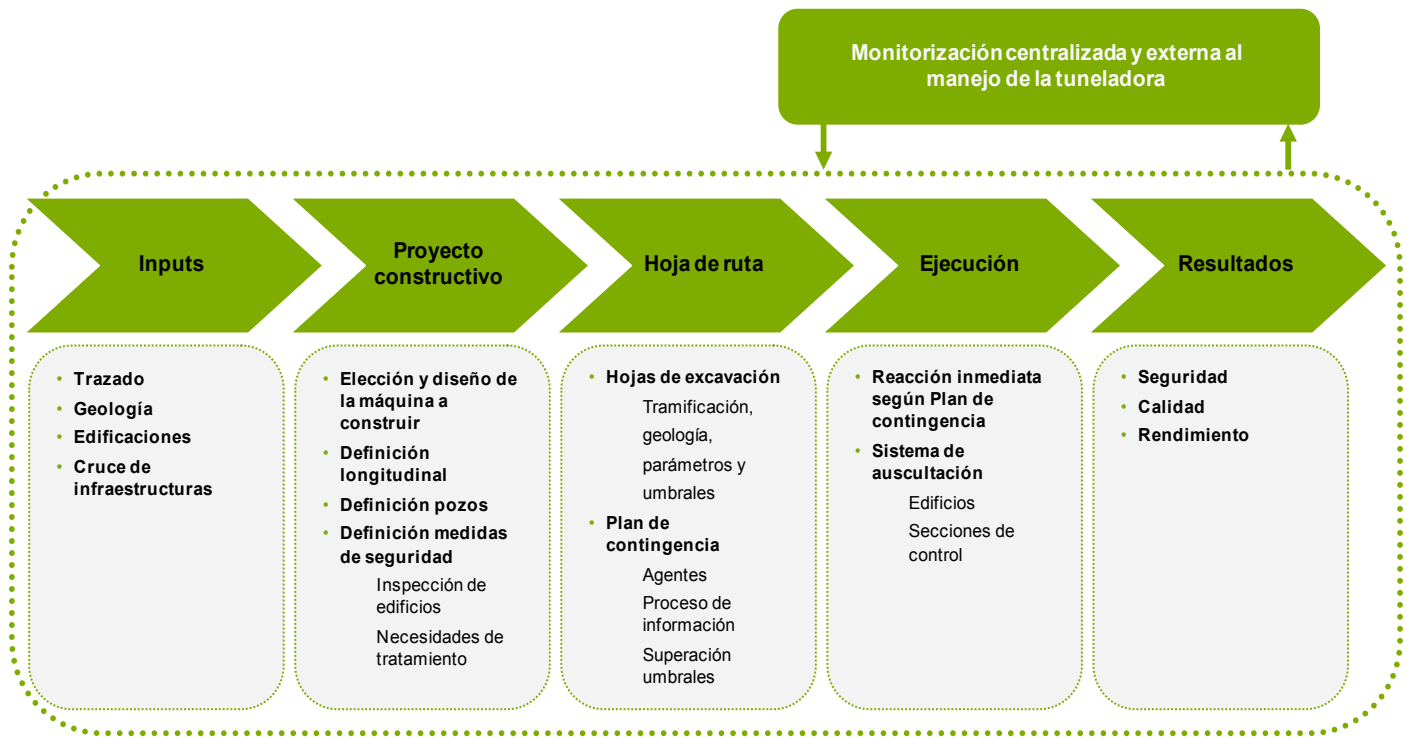 Monitorización centralizada y externa al
manejo de la tuneladora
Inputs
Proyecto
constructivo
Hoja de ruta
Ejecución
Resultados
• Trazado
• Geología
• Edificaciones
• Cruce de
infraestructuras
• Elección y diseño de
la máquina a
construir
• Definición
longitudinal
• Definición pozos
• Definición medidas
de seguridad
Inspección de
edificios
Necesidades de
tratamiento
• Hojas de excavación
Tramificación,
geología,
parámetros y
umbrales
• Plan de
contingencia
Agentes
Proceso de
información
Superación
umbrales
• Reacción inmediata
según Plan de
contingencia
• Sistema de
auscultación
Edificios
Secciones de
control
• Seguridad
• Calidad
• Rendimiento